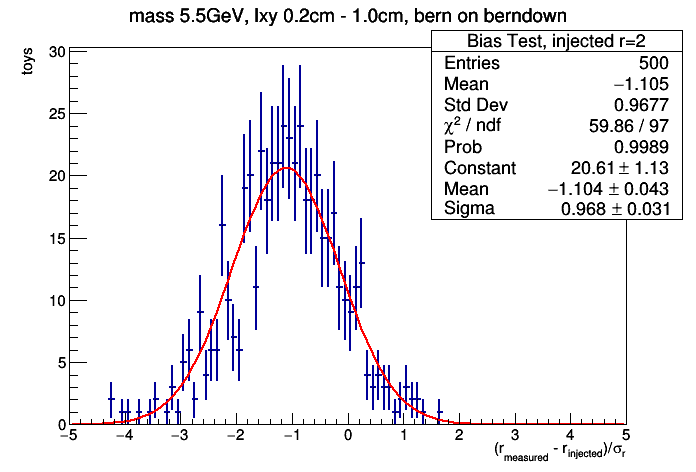 mass 5.5GeV, lxy 0.2cm - 1.0cm, bern on berndown
toys
Bias Test, injected r=2
Entries 500
Mean −1.105
Std Dev 0.9677
χ² / ndf 59.86 / 97
Prob 0.9989
Constant 20.61 ± 1.13
Mean −1.104 ± 0.043
Sigma 0.968 ± 0.031
30
25
20
15
10
5
0
−5 −4 −3 −2 −1 0 1 2 3 4 5
(r_measured - r_injected)/σ_r